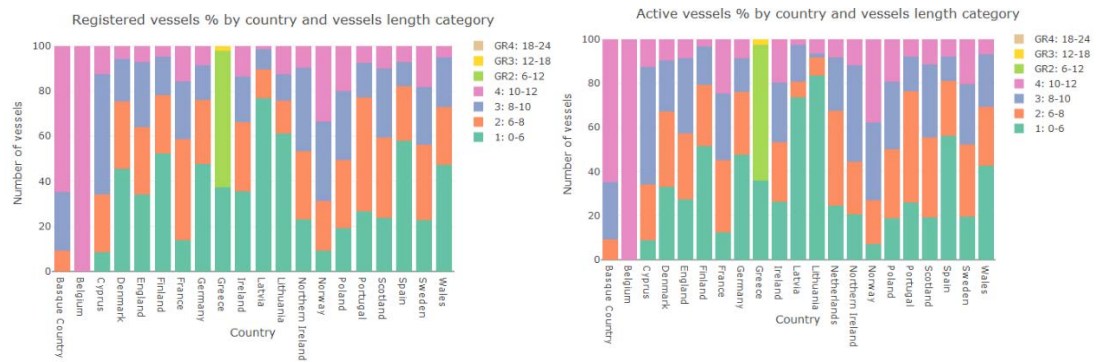 Registered vessels % by country and vessels length category
Number of vessels
100
80
60
40
20
0
Basque Country
Belgium
Cyprus
Denmark
England
Finland
France
Germany
Greece
Ireland
Latvia
Lithuania
Northern Ireland
Norway
Poland
Portugal
Scotland
Spain
Sweden
Wales
Country
GR4: 18-24
GR3: 12-18
GR2: 6-12
4: 10-12
3: 8-10
2: 6-8
1: 0-6
Active vessels % by country and vessels length category
Number of vessels
100
80
60
40
20
0
Basque Country
Belgium
Cyprus
Denmark
England
Finland
France
Germany
Greece
Ireland
Latvia
Lithuania
Netherlands
Northern Ireland
Norway
Poland
Portugal
Scotland
Spain
Sweden
Wales
Country
GR4: 18-24
GR3: 12-18
GR2: 6-12
4: 10-12
3: 8-10
2: 6-8
1: 0-6